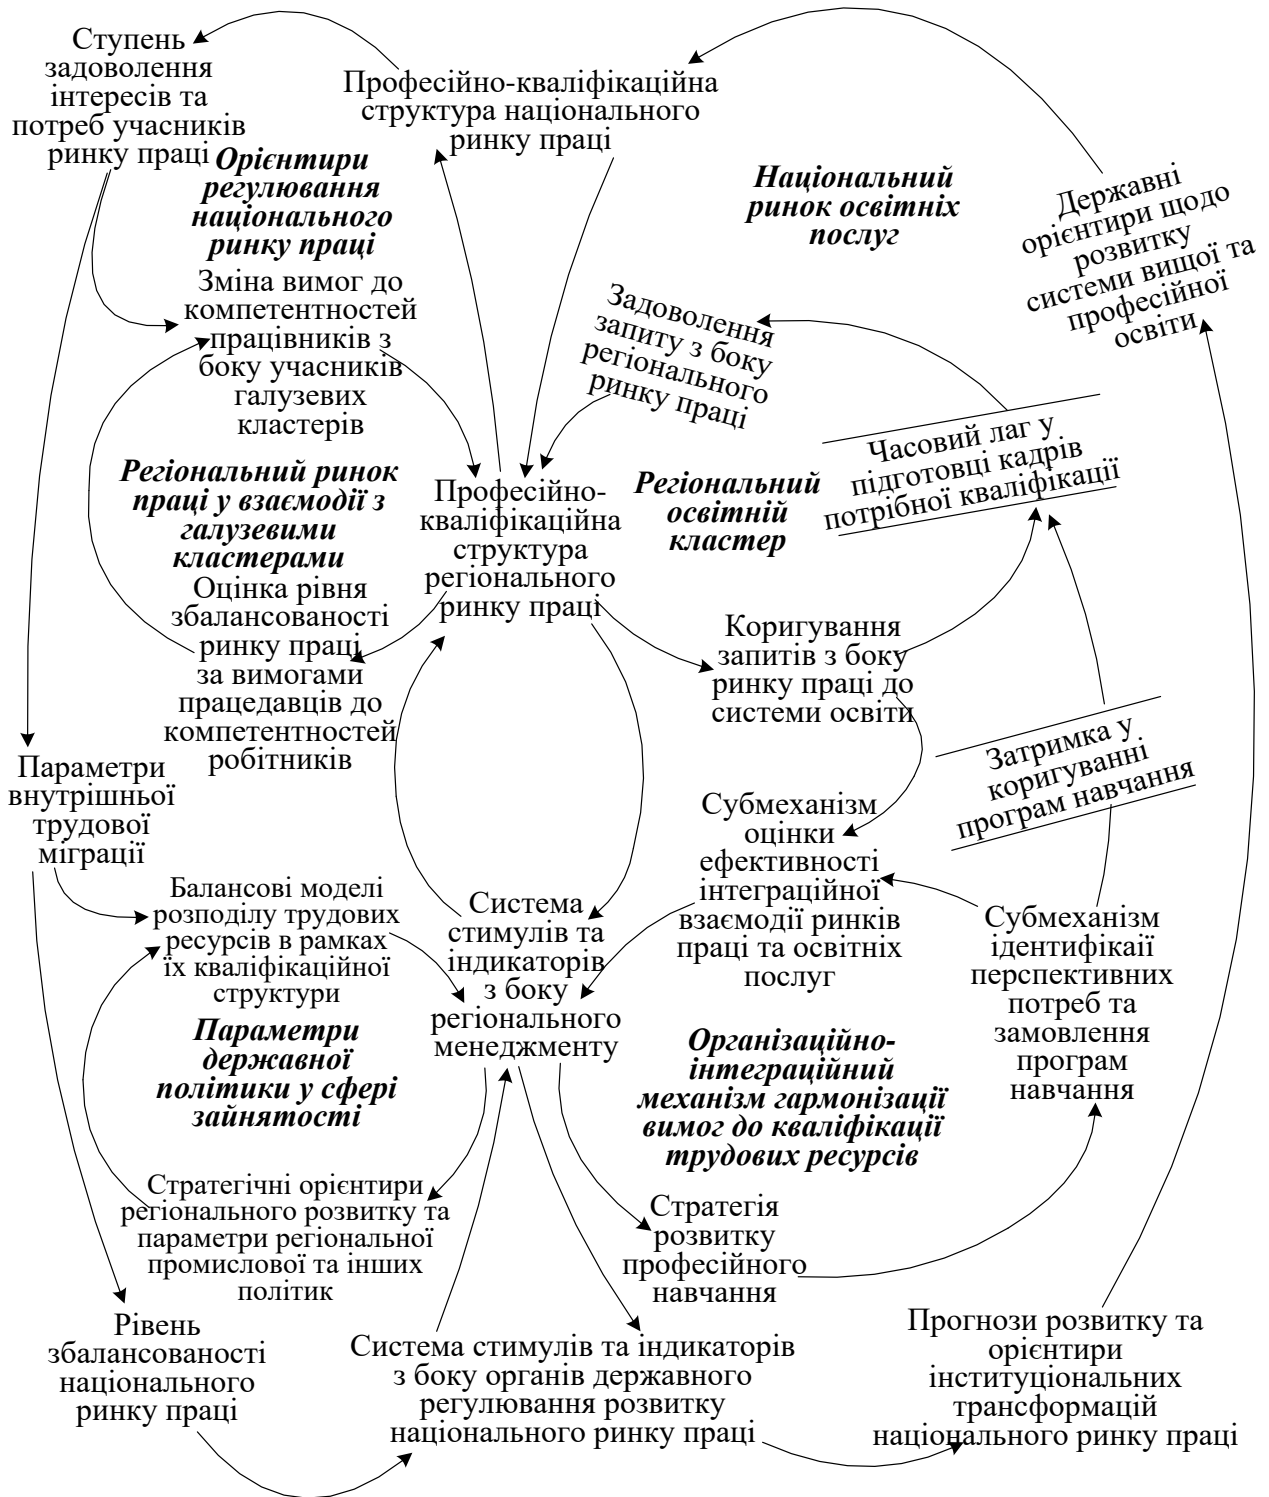 Ступень
задоволення
інтересів та
потреб учасників
ринку праці
Професійно-кваліфікаційна
структура національного
ринку праці
Орієнтири
регулювання
національного
ринку праці
Національний
ринок освітніх
послуг
Державні
орієнтири щодо
розвитку
системи вищої та
професійної
освіти
Зміна вимог до
компетентностей
працівників з
боку учасників
галузевих
кластерів
Задоволення
запиту з боку
регіонального
ринку праці
Часовий лаг у
підготовці кадрів
потрібної кваліфікації
Регіональний ринок
праці у взаємодії з
галузевими
кластерами
Професійно-
кваліфікаційна
структура
регіонального
ринку праці
Регіональний
освітній
кластер
Оцінка рівня
збалансованості
ринку праці
за вимогами
працедавців до
компетентностей
робітників
Коригування
запитів з боку
ринку праці до
системи освіти
Затримка у
коригуванні
програм навчання
Параметри
внутрішньої
трудової
міграції
Субмеханізм
оцінки
ефективності
інтеграційної
взаємодії ринків
праці та освітніх
послуг
Балансові моделі
розподілу трудових
ресурсів в рамках
їх кваліфікаційної
структури
Система
стимулів та
індикаторів
з боку
регіонального
менеджменту
Субмеханізм
ідентифікаії
перспективних
потреб та
замовлення
програм
навчання
Параметри
державної
політики у сфері
зайнятості
Організаційно-
інтеграційний
механізм гармонізації
вимог до кваліфікації
трудових ресурсів
Стратегічні орієнтири
регіонального розвитку та
параметри регіональної
промислової та інших
політик
Стратегія
розвитку
професійного
навчання
Рівень
збалансованості
національного
ринку праці
Система стимулів та індикаторів
з боку органів державного
регулювання розвитку
національного ринку праці
Прогнози розвитку та
орієнтири
інституціональних
трансформацій
національного ринку праці